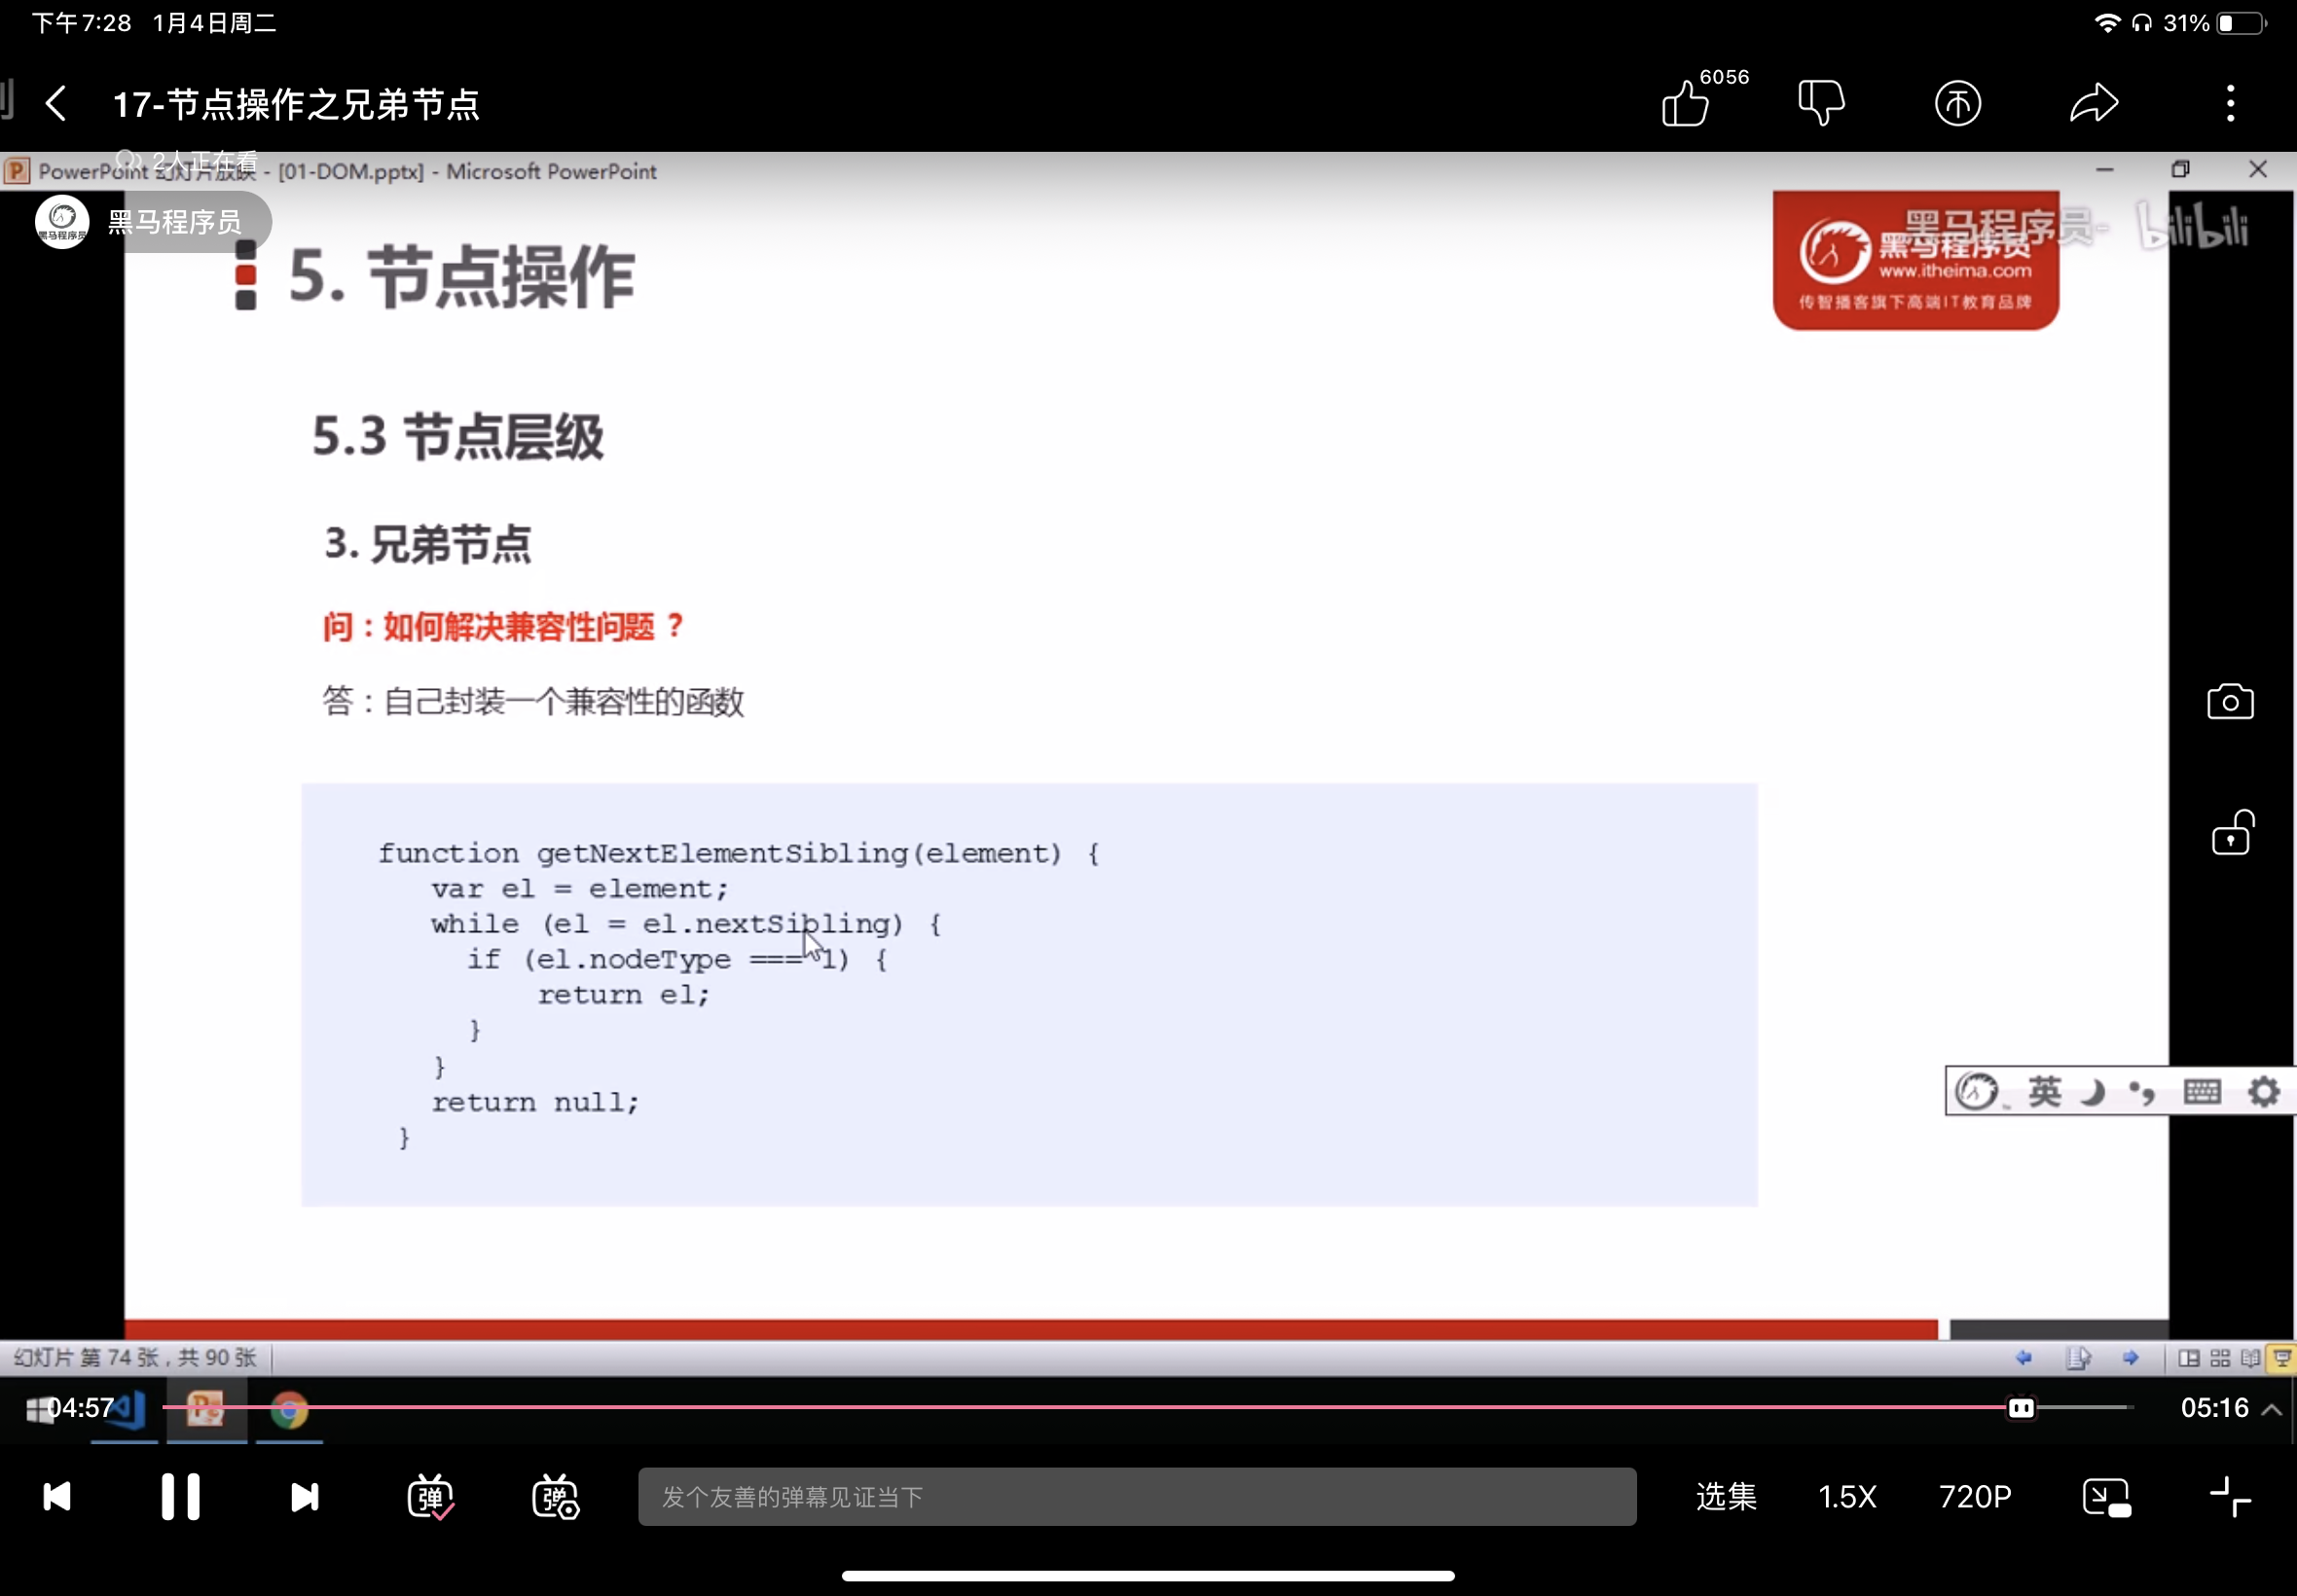 下午7:28 1月4日周二
31%
17-节点操作之兄弟节点
6056
2人正在看
PowerPoint 幻灯片放映 - [01-DOM.pptx] - Microsoft PowerPoint
黑马程序员
黑马程序员- bilibili
黑马程序员
www.itheima.com
传智播客旗下高端IT教育品牌
5. 节点操作
5.3 节点层级
3. 兄弟节点
问：如何解决兼容性问题？
答：自己封装一个兼容性的函数
function getNextElementSibling(element) {
var el = element;
while (el = el.nextSibling) {
if (el.nodeType === 1) {
return el;
}
}
return null;
}
英
幻灯片 第 74 张，共 90 张
04:57
05:16
弹
弹
发个友善的弹幕见证当下
选集
1.5X
720P